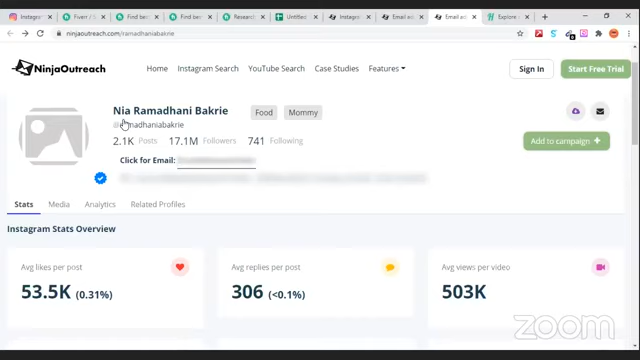 Instagram
Fiverr /
Find be
Find be
Researc
Untitled
Instagra
Email ad
Email ad
Explore
ninjaoutreach.com/ramadhaniabakrie
NinjaOutreach
Home
Instagram Search
YouTube Search
Case Studies
Features
Sign In
Start Free Trial
Nia Ramadhani Bakrie
Food
Mommy
2.1K Posts
17.1M Followers
741 Following
Click for Email:
Add to campaign +
Stats
Media
Analytics
Related Profiles
Instagram Stats Overview
Avg likes per post
Avg replies per post
Avg views per video
53.5K (0.31%)
306 (<0.1%)
503K
zoom